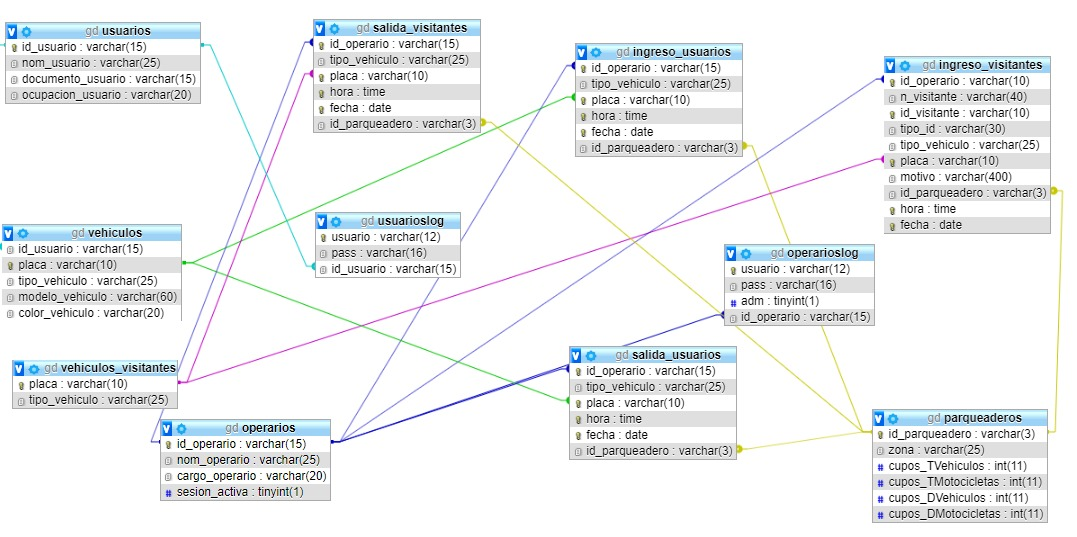 gd usuarios
id_usuario : varchar(15)
nom_usuario : varchar(25)
documento_usuario : varchar(15)
ocupacion_usuario : varchar(20)
gd salida_visitantes
id_operario : varchar(15)
tipo_vehiculo : varchar(25)
placa : varchar(10)
hora : time
fecha : date
id_parqueadero : varchar(3)
gd ingreso_usuarios
id_operario : varchar(15)
tipo_vehiculo : varchar(25)
placa : varchar(10)
hora : time
fecha : date
id_parqueadero : varchar(3)
gd ingreso_visitantes
id_operario : varchar(10)
n_visitante : varchar(40)
id_visitante : varchar(10)
tipo_id : varchar(30)
tipo_vehiculo : varchar(25)
placa : varchar(10)
motivo : varchar(400)
id_parqueadero : varchar(3)
hora : time
fecha : date
gd vehiculos
id_usuario : varchar(15)
placa : varchar(10)
tipo_vehiculo : varchar(25)
modelo_vehiculo : varchar(60)
color_vehiculo : varchar(20)
gd usuarioslog
usuario : varchar(12)
pass : varchar(16)
id_usuario : varchar(15)
gd operarioslog
usuario : varchar(12)
pass : varchar(16)
# adm : tinyint(1)
id_operario : varchar(15)
gd vehiculos_visitantes
placa : varchar(10)
tipo_vehiculo : varchar(25)
gd operarios
id_operario : varchar(15)
nom_operario : varchar(25)
cargo_operario : varchar(20)
# sesion_activa : tinyint(1)
gd salida_usuarios
id_operario : varchar(15)
tipo_vehiculo : varchar(25)
placa : varchar(10)
hora : time
fecha : date
id_parqueadero : varchar(3)
gd parqueaderos
id_parqueadero : varchar(3)
zona : varchar(25)
# cupos_TVehiculos : int(11)
# cupos_TMotocicletas : int(11)
# cupos_DVehiculos : int(11)
# cupos_DMotocicletas : int(11)